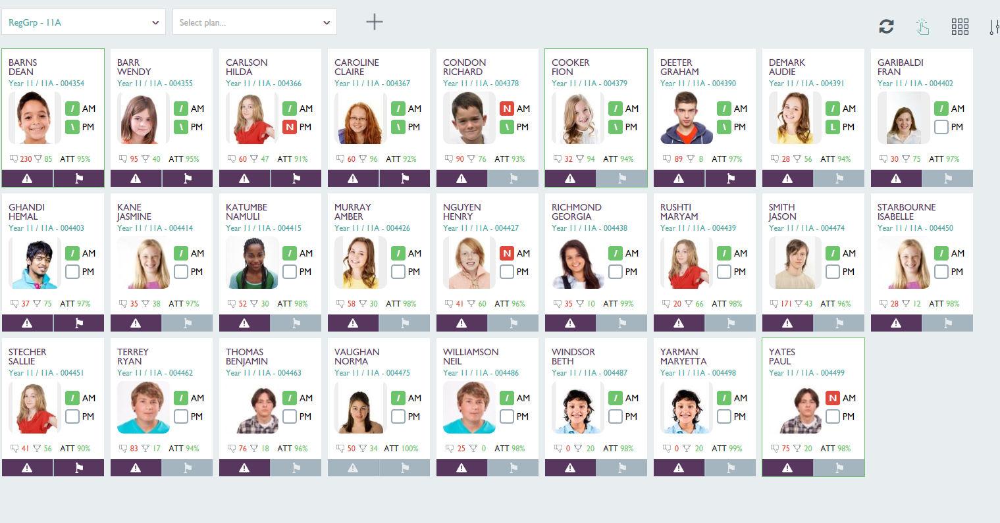 RegGrp - 11A
Select plan...
BARNS
DEAN
Year 11 / 11A - 004354
/ AM
\ PM
230 85 ATT 95%
BARR
WENDY
Year 11 / 11A - 004355
/ AM
\ PM
95 40 ATT 95%
CARLSON
HILDA
Year 11 / 11A - 004366
/ AM
N PM
60 47 ATT 91%
CAROLINE
CLAIRE
Year 11 / 11A - 004367
/ AM
\ PM
60 96 ATT 92%
CONDON
RICHARD
Year 11 / 11A - 004378
N AM
\ PM
90 76 ATT 93%
COOKER
FION
Year 11 / 11A - 004379
/ AM
\ PM
32 94 ATT 94%
DEETER
GRAHAM
Year 11 / 11A - 004390
/ AM
\ PM
89 8 ATT 97%
DEMARK
AUDIE
Year 11 / 11A - 004391
/ AM
L PM
28 56 ATT 94%
GARIBALDI
FRAN
Year 11 / 11A - 004402
/ AM
PM
30 75 ATT 97%
GHANDI
HEMAL
Year 11 / 11A - 004403
/ AM
PM
37 75 ATT 97%
KANE
JASMINE
Year 11 / 11A - 004414
/ AM
PM
35 38 ATT 97%
KATUMBE
NAMULI
Year 11 / 11A - 004415
/ AM
PM
52 30 ATT 98%
MURRAY
AMBER
Year 11 / 11A - 004426
/ AM
PM
58 30 ATT 98%
NGUYEN
HENRY
Year 11 / 11A - 004427
N AM
PM
41 60 ATT 96%
RICHMOND
GEORGIA
Year 11 / 11A - 004438
/ AM
PM
35 10 ATT 99%
RUSHTI
MARYAM
Year 11 / 11A - 004439
/ AM
PM
20 66 ATT 98%
SMITH
JASON
Year 11 / 11A - 004474
/ AM
PM
171 43 ATT 96%
STARBOURNE
ISABELLE
Year 11 / 11A - 004450
/ AM
PM
28 12 ATT 98%
STECHER
SALLIE
Year 11 / 11A - 004451
/ AM
PM
41 56 ATT 90%
TERREY
RYAN
Year 11 / 11A - 004462
/ AM
PM
83 17 ATT 94%
THOMAS
BENJAMIN
Year 11 / 11A - 004463
/ AM
PM
76 18 ATT 96%
VAUGHAN
NORMA
Year 11 / 11A - 004475
/ AM
PM
50 34 ATT 100%
WILLIAMSON
NEIL
Year 11 / 11A - 004486
/ AM
PM
25 0 ATT 98%
WINDSOR
BETH
Year 11 / 11A - 004487
/ AM
PM
0 20 ATT 98%
YARMAN
MARYETTA
Year 11 / 11A - 004498
/ AM
PM
0 20 ATT 99%
YATES
PAUL
Year 11 / 11A - 004499
N AM
PM
75 20 ATT 98%